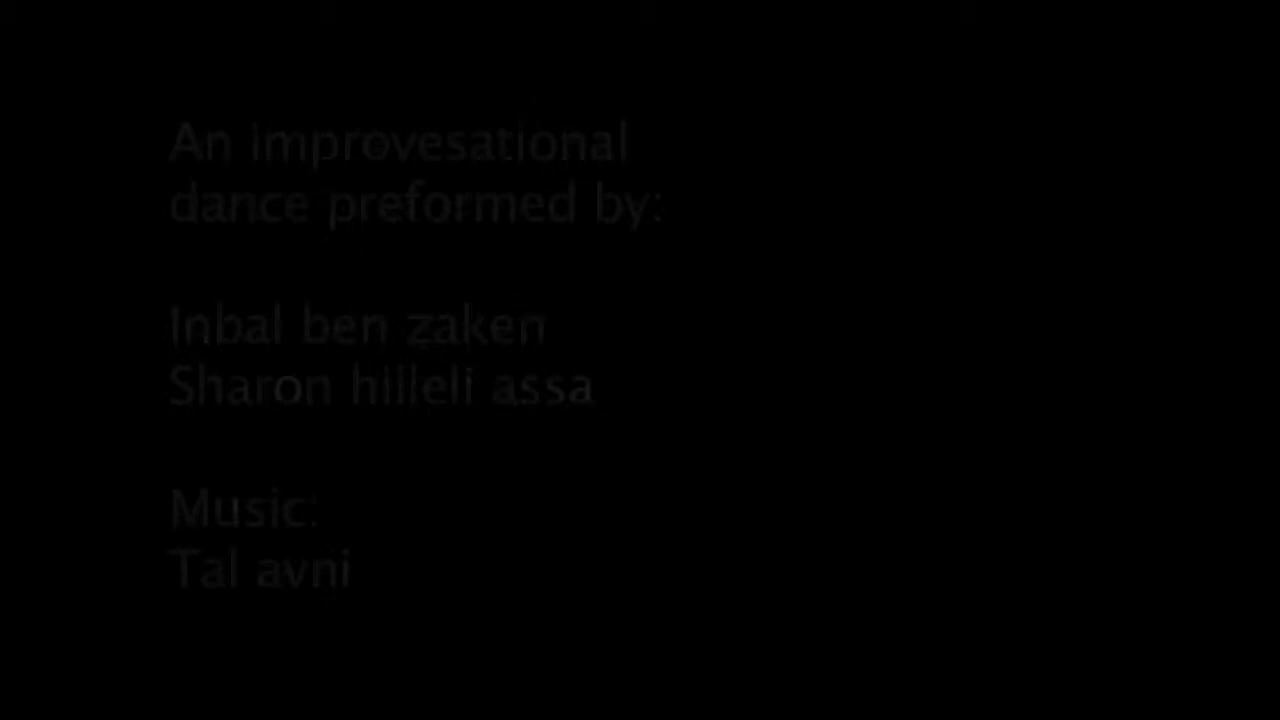 An improvesational
dance preformed by:
Inbal ben zaken
Sharon hilleli assa
Music:
Tal avni